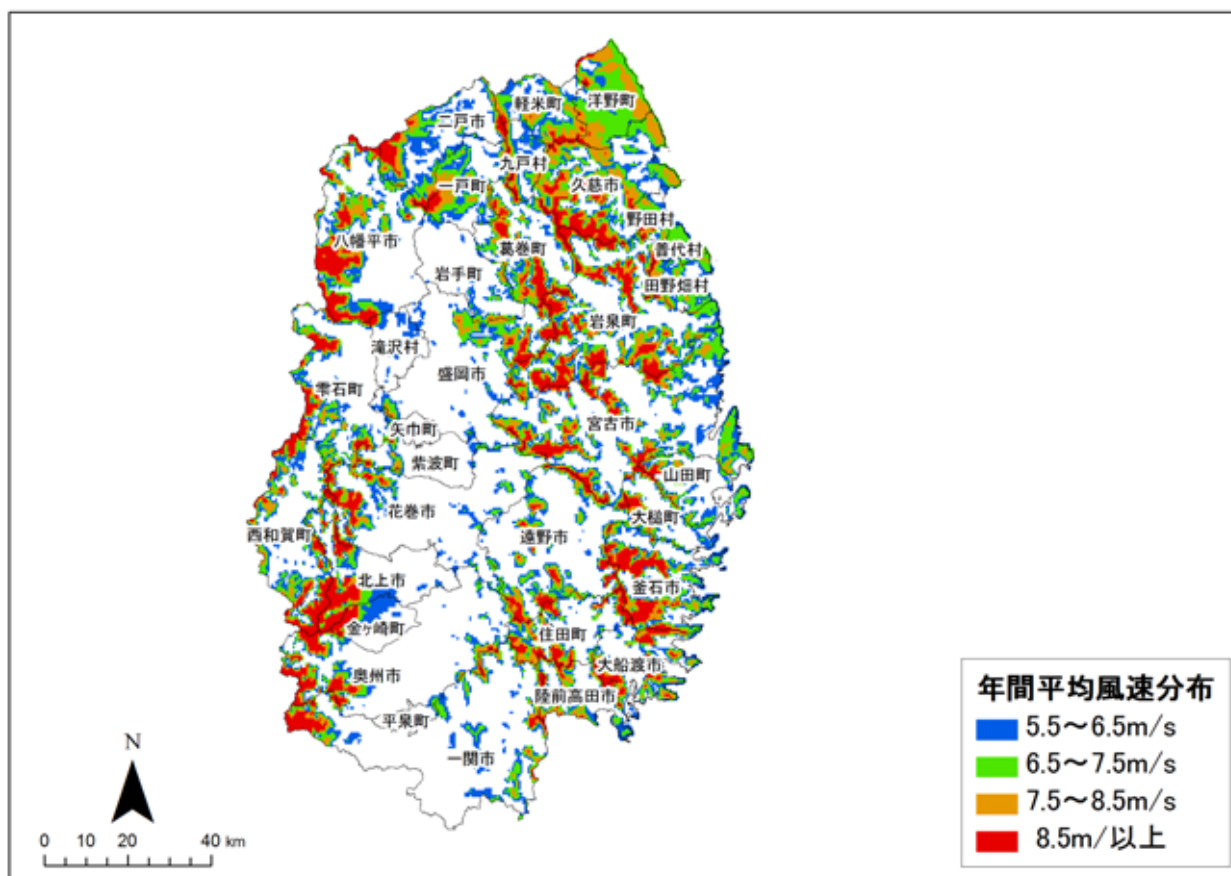 軽米町
洋野町
二戸市
九戸村
一戸町
久慈市
野田村
八幡平市
葛巻町
普代村
岩手町
田野畑村
岩泉町
滝沢村
盛岡市
雫石町
宮古市
矢巾町
紫波町
山田町
花巻市
大槌町
西和賀町
遠野市
北上市
釜石市
金ヶ崎町
住田町
大船渡市
奥州市
陸前高田市
平泉町
一関市
N
0 10 20 40 km
年間平均風速分布
5.5～6.5m/s
6.5～7.5m/s
7.5～8.5m/s
8.5m/以上